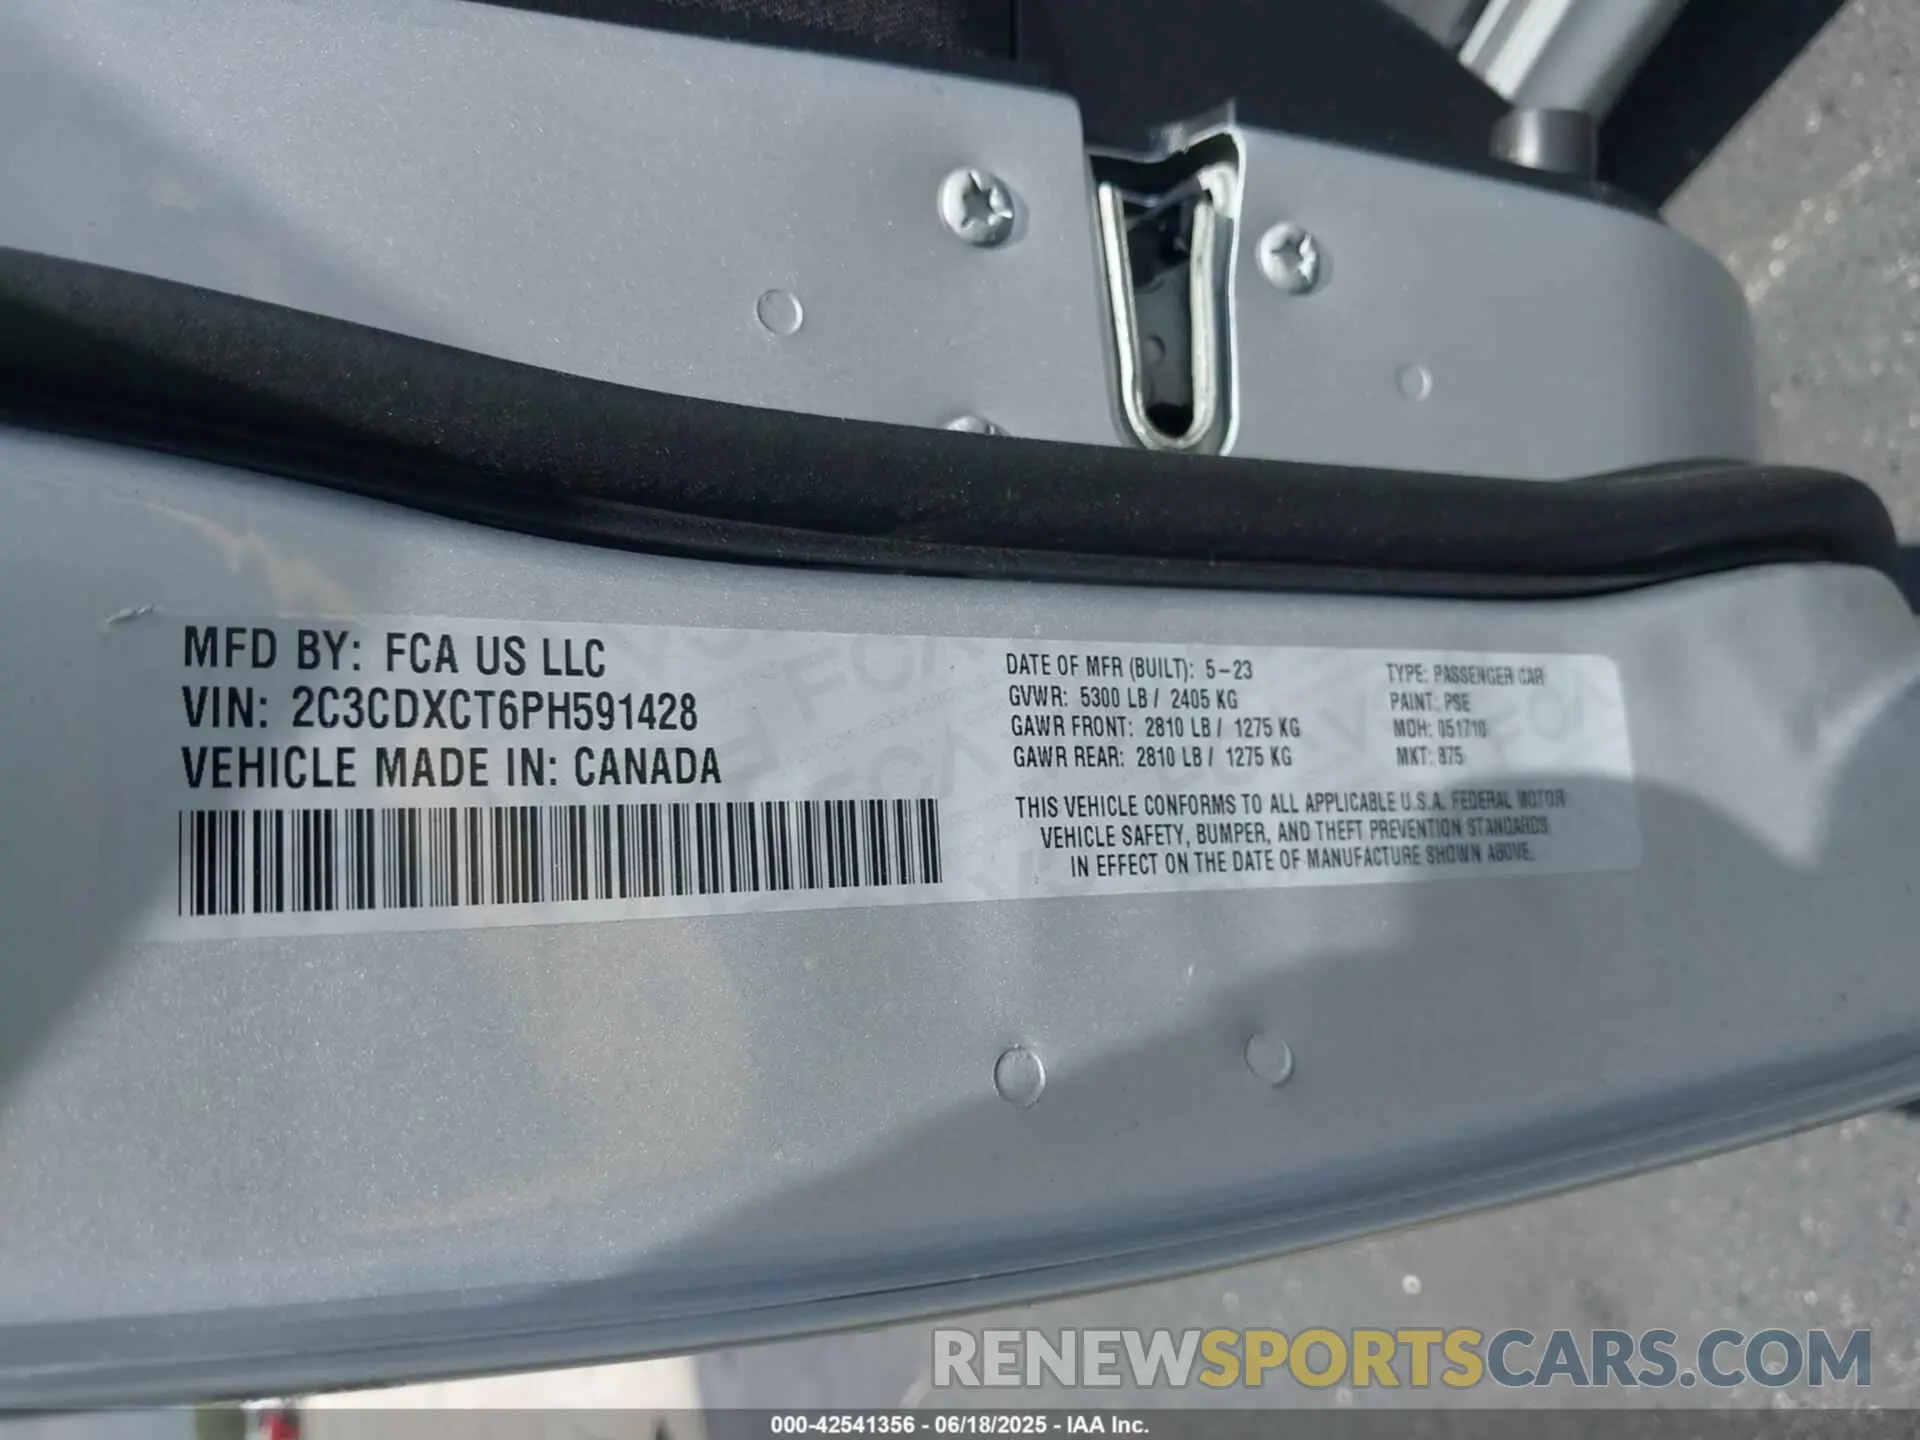 MFD BY: FCA US LLC
VIN: 2C3CDXCT6PH591428
VEHICLE MADE IN: CANADA
DATE OF MFR (BUILT): 5-23
GVWR: 5300 LB / 2405 KG
GAWR FRONT: 2810 LB / 1275 KG
GAWR REAR: 2810 LB / 1275 KG
TYPE: PASSENGER CAR
PAINT: PSE
MDH: 051710
MKT: 875
THIS VEHICLE CONFORMS TO ALL APPLICABLE U.S.A. FEDERAL MOTOR
VEHICLE SAFETY, BUMPER, AND THEFT PREVENTION STANDARDS
IN EFFECT ON THE DATE OF MANUFACTURE SHOWN ABOVE.
RENEWSPORTSCARS.COM
000-42541356 - 06/18/2025 - IAA Inc.